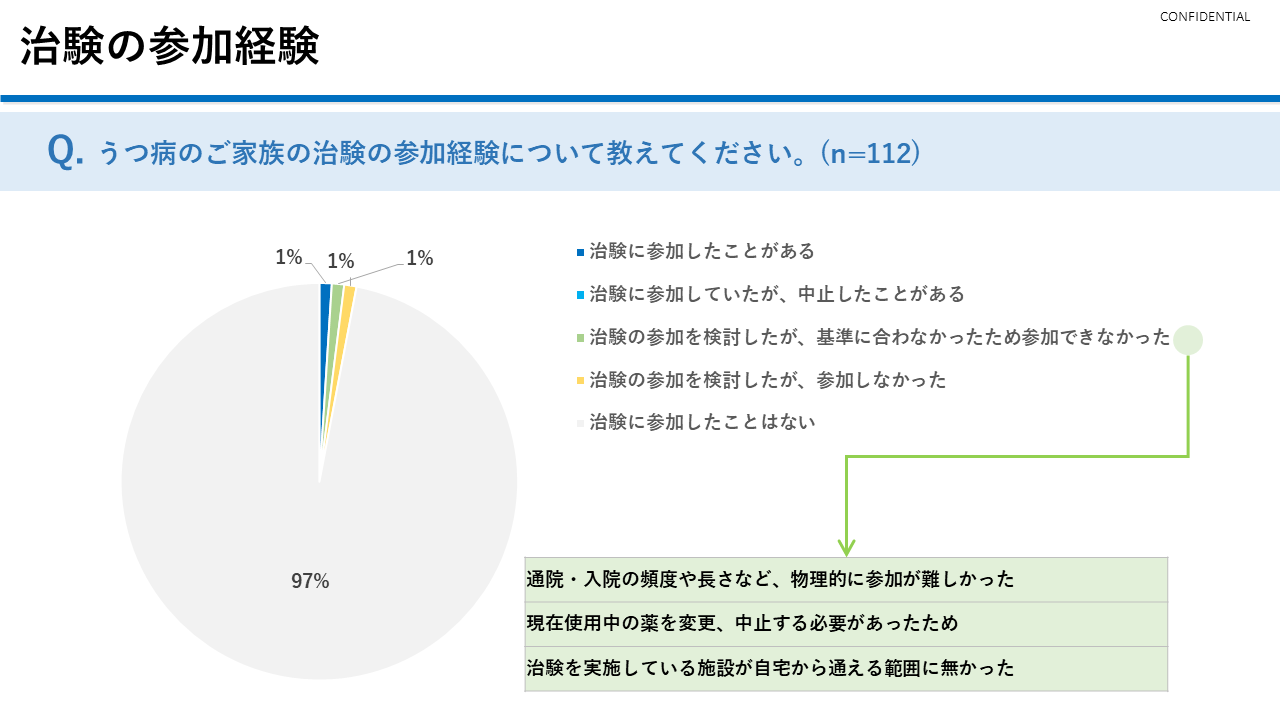 CONFIDENTIAL
治験の参加経験
Q. うつ病のご家族の治験の参加経験について教えてください。(n=112)
1%
1%
1%
97%
治験に参加したことがある
治験に参加していたが、中止したことがある
治験の参加を検討したが、基準に合わなかったため参加できなかった
治験の参加を検討したが、参加しなかった
治験に参加したことはない
通院・入院の頻度や長さなど、物理的に参加が難しかった
現在使用中の薬を変更、中止する必要があったため
治験を実施している施設が自宅から通える範囲に無かった